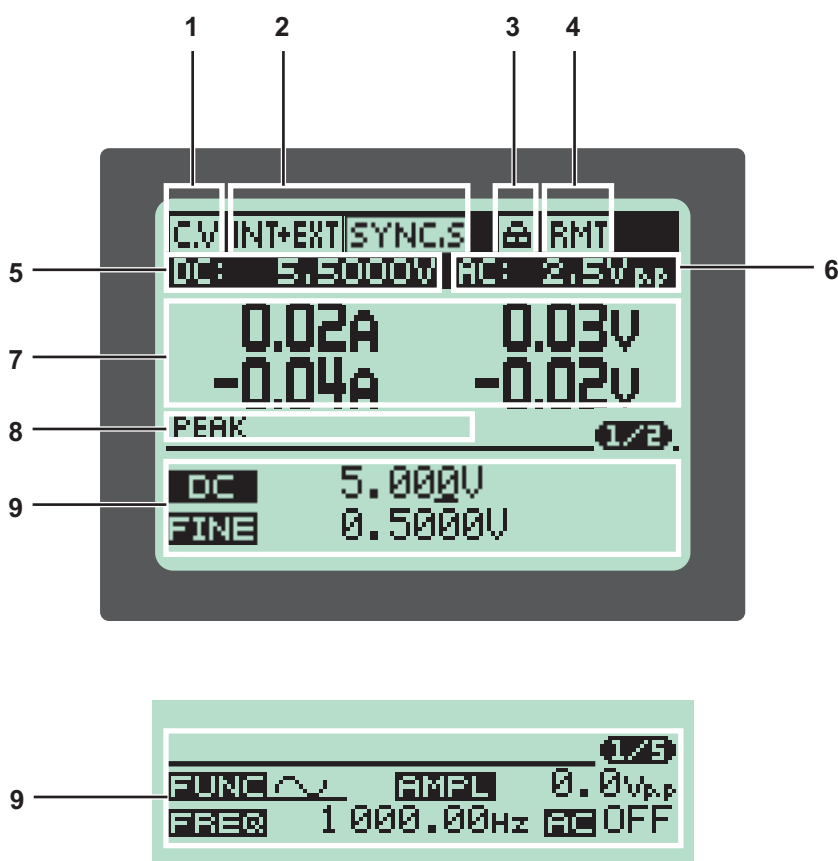 1 2 3 4
C.V INT+EXT SYNC.S RMT
5 DC: 5.5000V AC: 2.5Vp.p 6
7 0.02A 0.03V
-0.04A -0.02V
8 PEAK 1/2
9 DC 5.000V
FINE 0.5000V
1/5
9 FUNC AMPL 0.0Vp.p
FREQ 1000.00Hz AC OFF